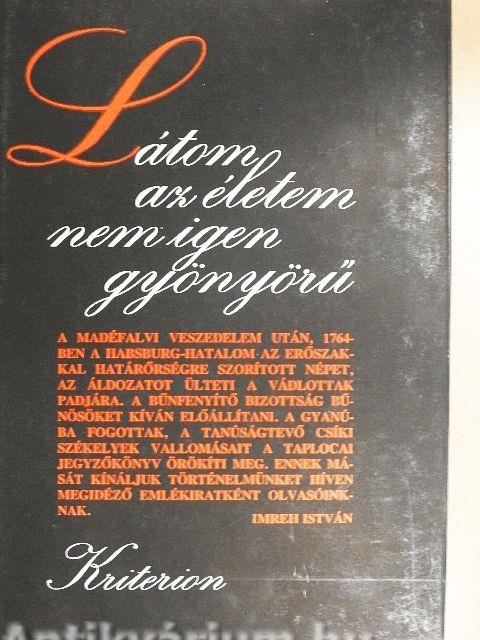 Látom
az életem
nem igen
gyönyörű
A MADÉFALVI VESZEDELEM UTÁN, 1764-
BEN A HABSBURG-HATALOM AZ ERŐSZAK-
KAL HATÁRŐRSÉGRE SZORÍTOTT NÉPET,
AZ ÁLDOZATOT ÜLTETI A VÁDLOTTAK
PADJÁRA. A BŰNFENYÍTŐ BIZOTTSÁG BŰ-
NÖSÖKET KÍVÁN ELŐÁLLÍTANI. A GYANÚ-
BA FOGOTTAK, A TANÚSÁGTEVŐ CSÍKI
SZÉKELYEK VALLOMÁSAIT A TAPLOCAI
JEGYZŐKÖNYV ÖRÖKÍTI MEG. ENNEK MÁ-
SÁT KÍNÁLJUK TÖRTÉNELMÜNKET HÍVEN
MEGIDÉZŐ EMLÉKIRATKÉNT OLVASÓINK-
NAK.
IMREH ISTVÁN
Kriterion
Antikvárium.hu